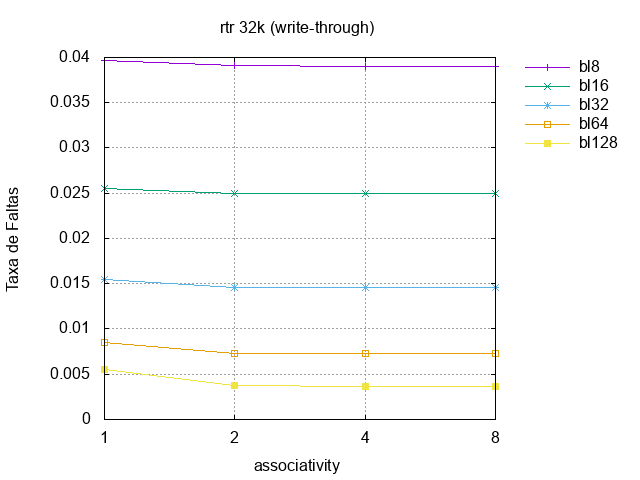 rtr 32k (write-through)
0.04
0.035
0.03
0.025
0.02
0.015
0.01
0.005
0
1 2 4 8
Taxa de Faltas
associativity
bl8
bl16
bl32
bl64
bl128